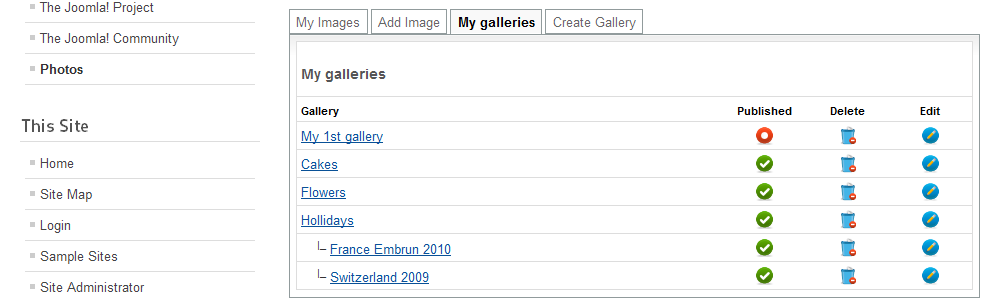 The Joomla! Project
The Joomla! Community
Photos
This Site
Home
Site Map
Login
Sample Sites
Site Administrator
My Images Add Image My galleries Create Gallery
My galleries
Gallery Published Delete Edit
My 1st gallery
Cakes
Flowers
Hollidays
France Embrun 2010
Switzerland 2009